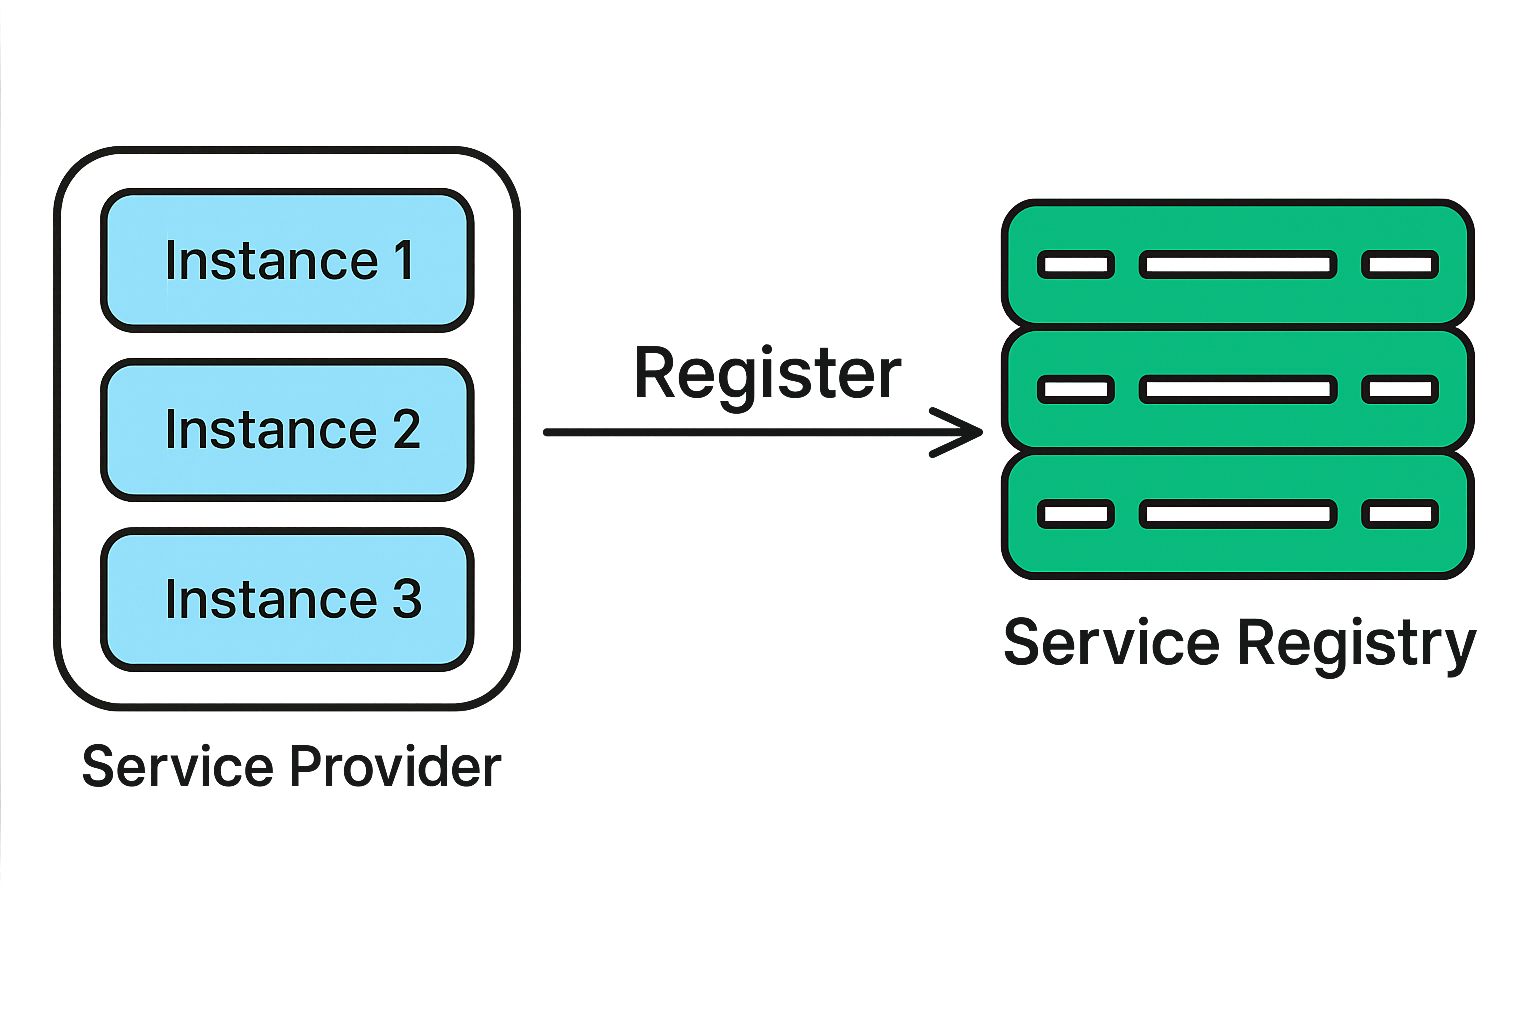 Instance 1
Instance 2
Instance 3
Service Provider
Register
Service Registry